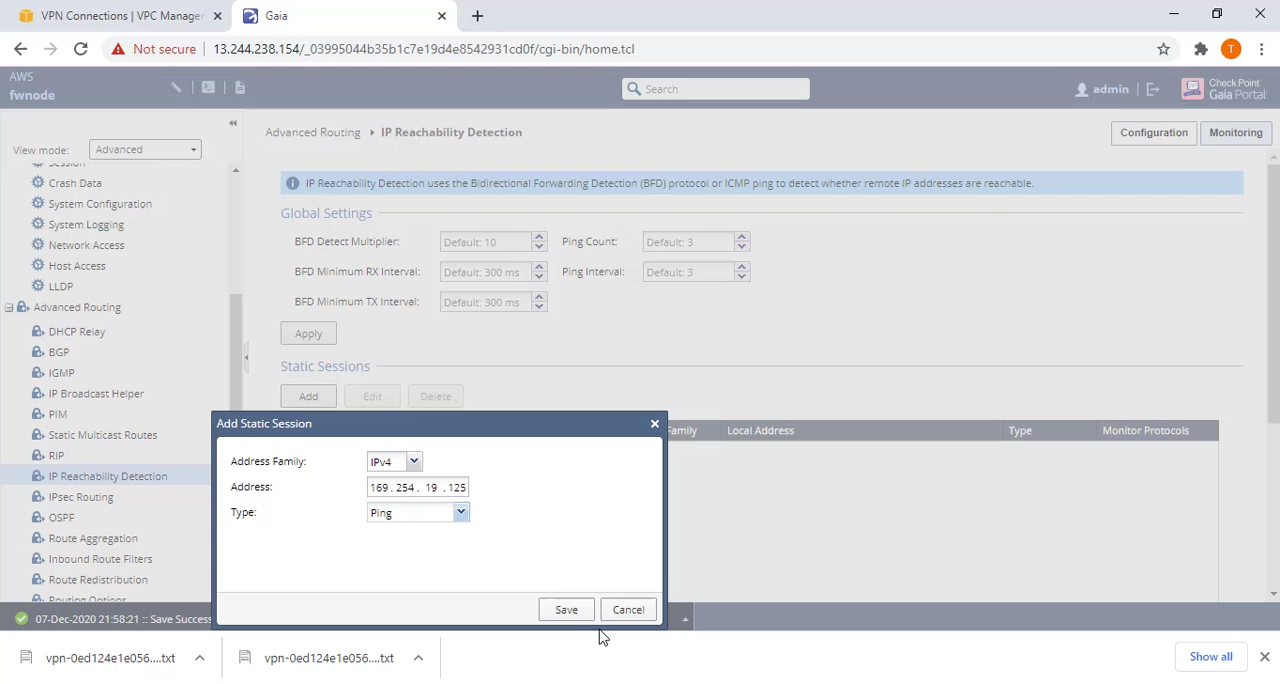 VPN Connections | VPC Manager
Gaia
Not secure
13.244.238.154/_03995044b35b1c7e19d4e8542931cd0f/cgi-bin/home.tcl
T
AWS
fwnode
Search
admin
Check Point
Gaia Portal
View mode:
Advanced
Advanced Routing
IP Reachability Detection
Configuration
Monitoring
Session
Crash Data
System Configuration
System Logging
Network Access
Host Access
LLDP
Advanced Routing
DHCP Relay
BGP
IGMP
IP Broadcast Helper
PIM
Static Multicast Routes
RIP
IP Reachability Detection
IPsec Routing
OSPF
Route Aggregation
Inbound Route Filters
Route Redistribution
Routing Options
IP Reachability Detection uses the Bidirectional Forwarding Detection (BFD) protocol or ICMP ping to detect whether remote IP addresses are reachable.
Global Settings
BFD Detect Multiplier:
Default: 10
Ping Count:
Default: 3
BFD Minimum RX Interval:
Default: 300 ms
Ping Interval:
Default: 3
BFD Minimum TX Interval:
Default: 300 ms
Apply
Static Sessions
Add
Edit
Delete
Family
Local Address
Type
Monitor Protocols
Add Static Session
Address Family:
IPv4
Address:
169.254. 19 .125
Type:
Ping
Save
Cancel
07-Dec-2020 21:58:21 :: Save Success
vpn-0ed124e1e056....txt
vpn-0ed124e1e056....txt
Show all